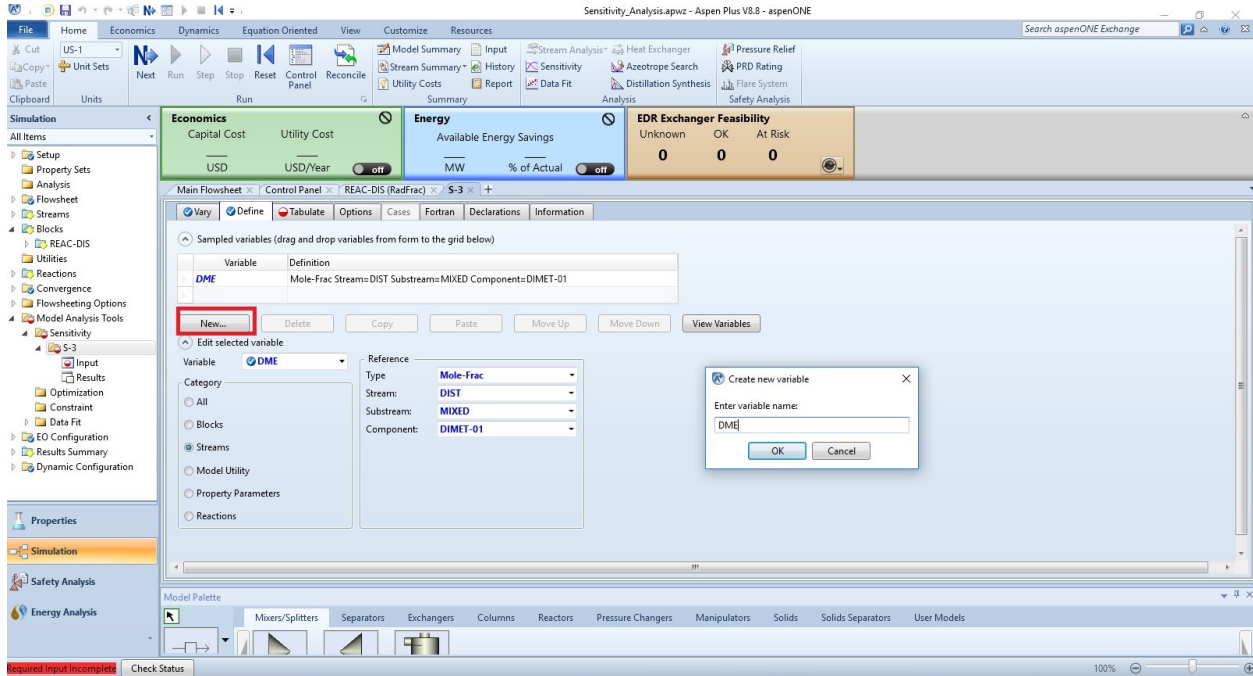 Sensitivity_Analysis.apwz - Aspen Plus V8.8 - aspenONE
File Home Economics Dynamics Equation Oriented View Customize Resources Search aspenONE Exchange
Cut US-1 Model Summary Input Stream Analysis Heat Exchanger Pressure Relief
Copy Unit Sets Next Run Step Stop Reset Control Panel Reconcile Stream Summary History Sensitivity Azeotrope Search PRD Rating
Paste Utility Costs Report Data Fit Distillation Synthesis Flare System
Clipboard Units Run Summary Analysis Safety Analysis
Simulation <
All Items
Setup
Property Sets
Analysis
Flowsheet
Streams
Blocks
REAC-DIS
Utilities
Reactions
Convergence
Flowsheeting Options
Model Analysis Tools
Sensitivity
S-3
Input
Results
Optimization
Constraint
Data Fit
EO Configuration
Results Summary
Dynamic Configuration
Properties
Simulation
Safety Analysis
Energy Analysis
Economics
Capital Cost Utility Cost
USD USD/Year off
Energy
Available Energy Savings
MW % of Actual off
EDR Exchanger Feasibility
Unknown OK At Risk
0 0 0
Main Flowsheet Control Panel REAC-DIS (RadFrac) S-3 +
Vary Define Tabulate Options Cases Fortran Declarations Information
Sampled variables (drag and drop variables from form to the grid below)
Variable Definition
DME Mole-Frac Stream=DIST Substream=MIXED Component=DIMET-01
New... Delete Copy Paste Move Up Move Down View Variables
Edit selected variable
Variable DME
Category
All
Blocks
Streams
Model Utility
Property Parameters
Reactions
Reference
Type Mole-Frac
Stream: DIST
Substream: MIXED
Component: DIMET-01
Create new variable
Enter variable name:
DME
OK Cancel
Model Palette
Mixers/Splitters Separators Exchangers Columns Reactors Pressure Changers Manipulators Solids Solids Separators User Models
Required Input Incomplete Check Status 100%